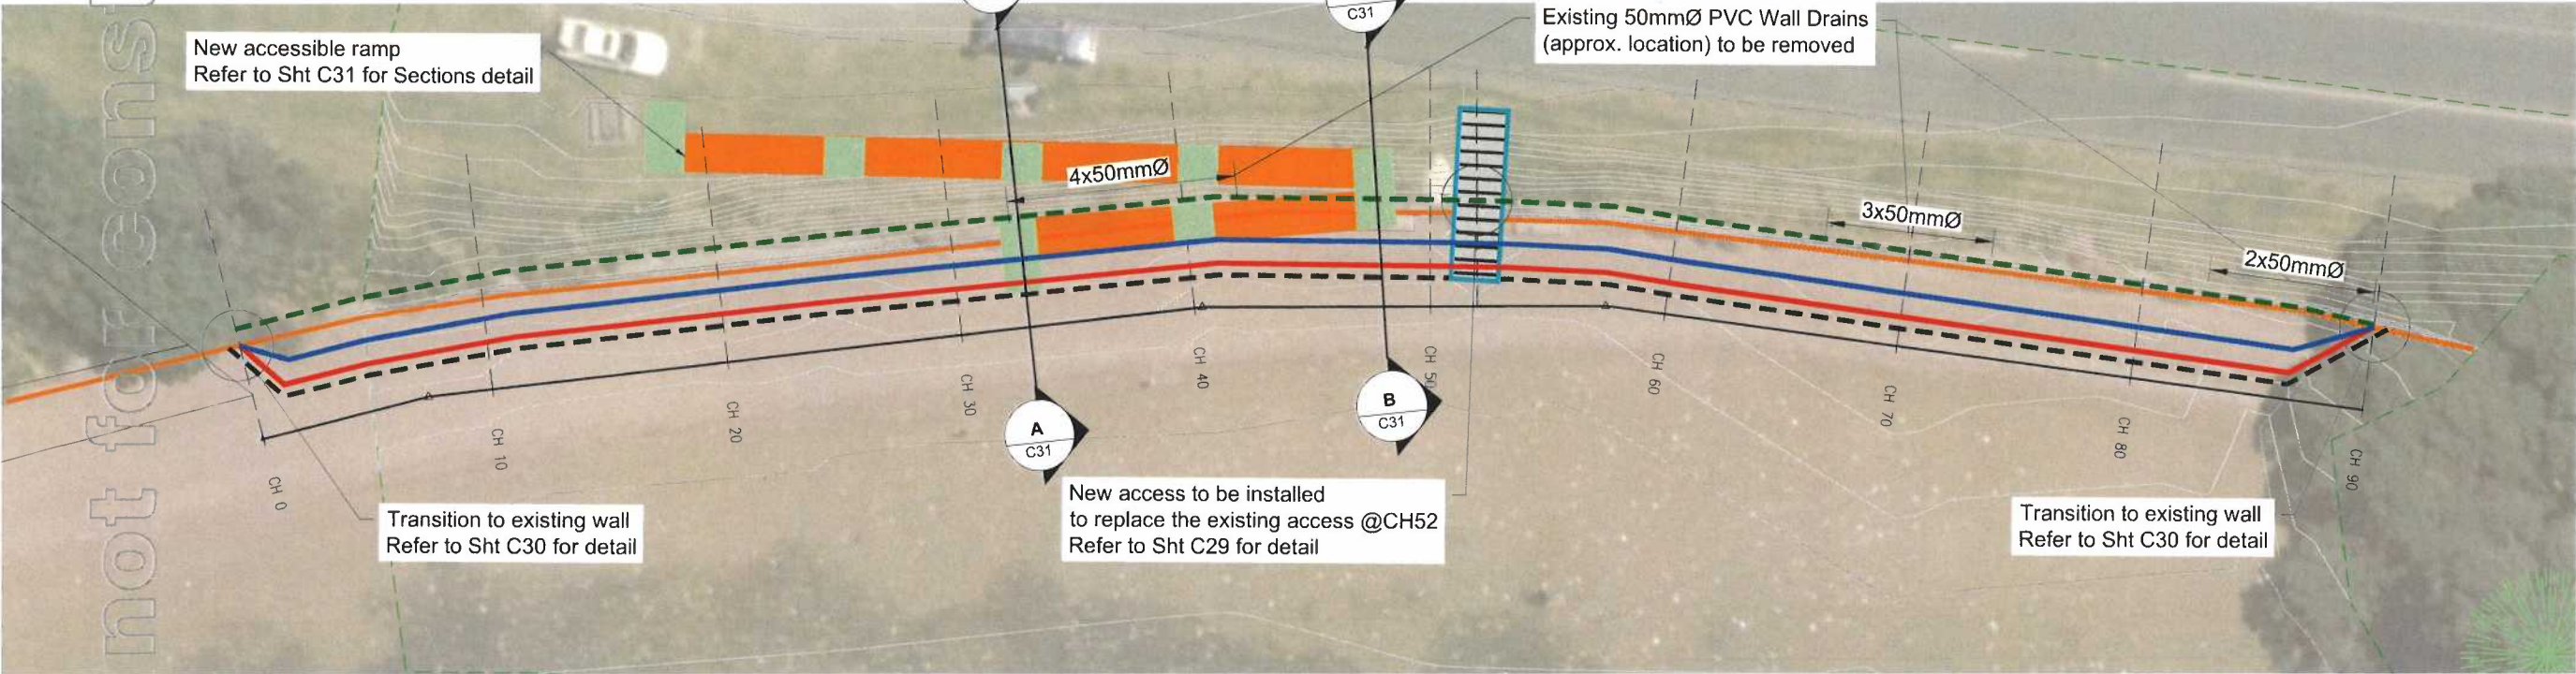 not for const
New accessible ramp
Refer to Sht C31 for Sections detail
C31
Existing 50mmØ PVC Wall Drains
(approx. location) to be removed
4x50mmØ
3x50mmØ
2x50mmØ
CH 0
CH 10
CH 20
CH 30
CH 40
CH 50
CH 60
CH 70
CH 80
CH 90
A
C31
B
C31
Transition to existing wall
Refer to Sht C30 for detail
New access to be installed
to replace the existing access @CH52
Refer to Sht C29 for detail
Transition to existing wall
Refer to Sht C30 for detail